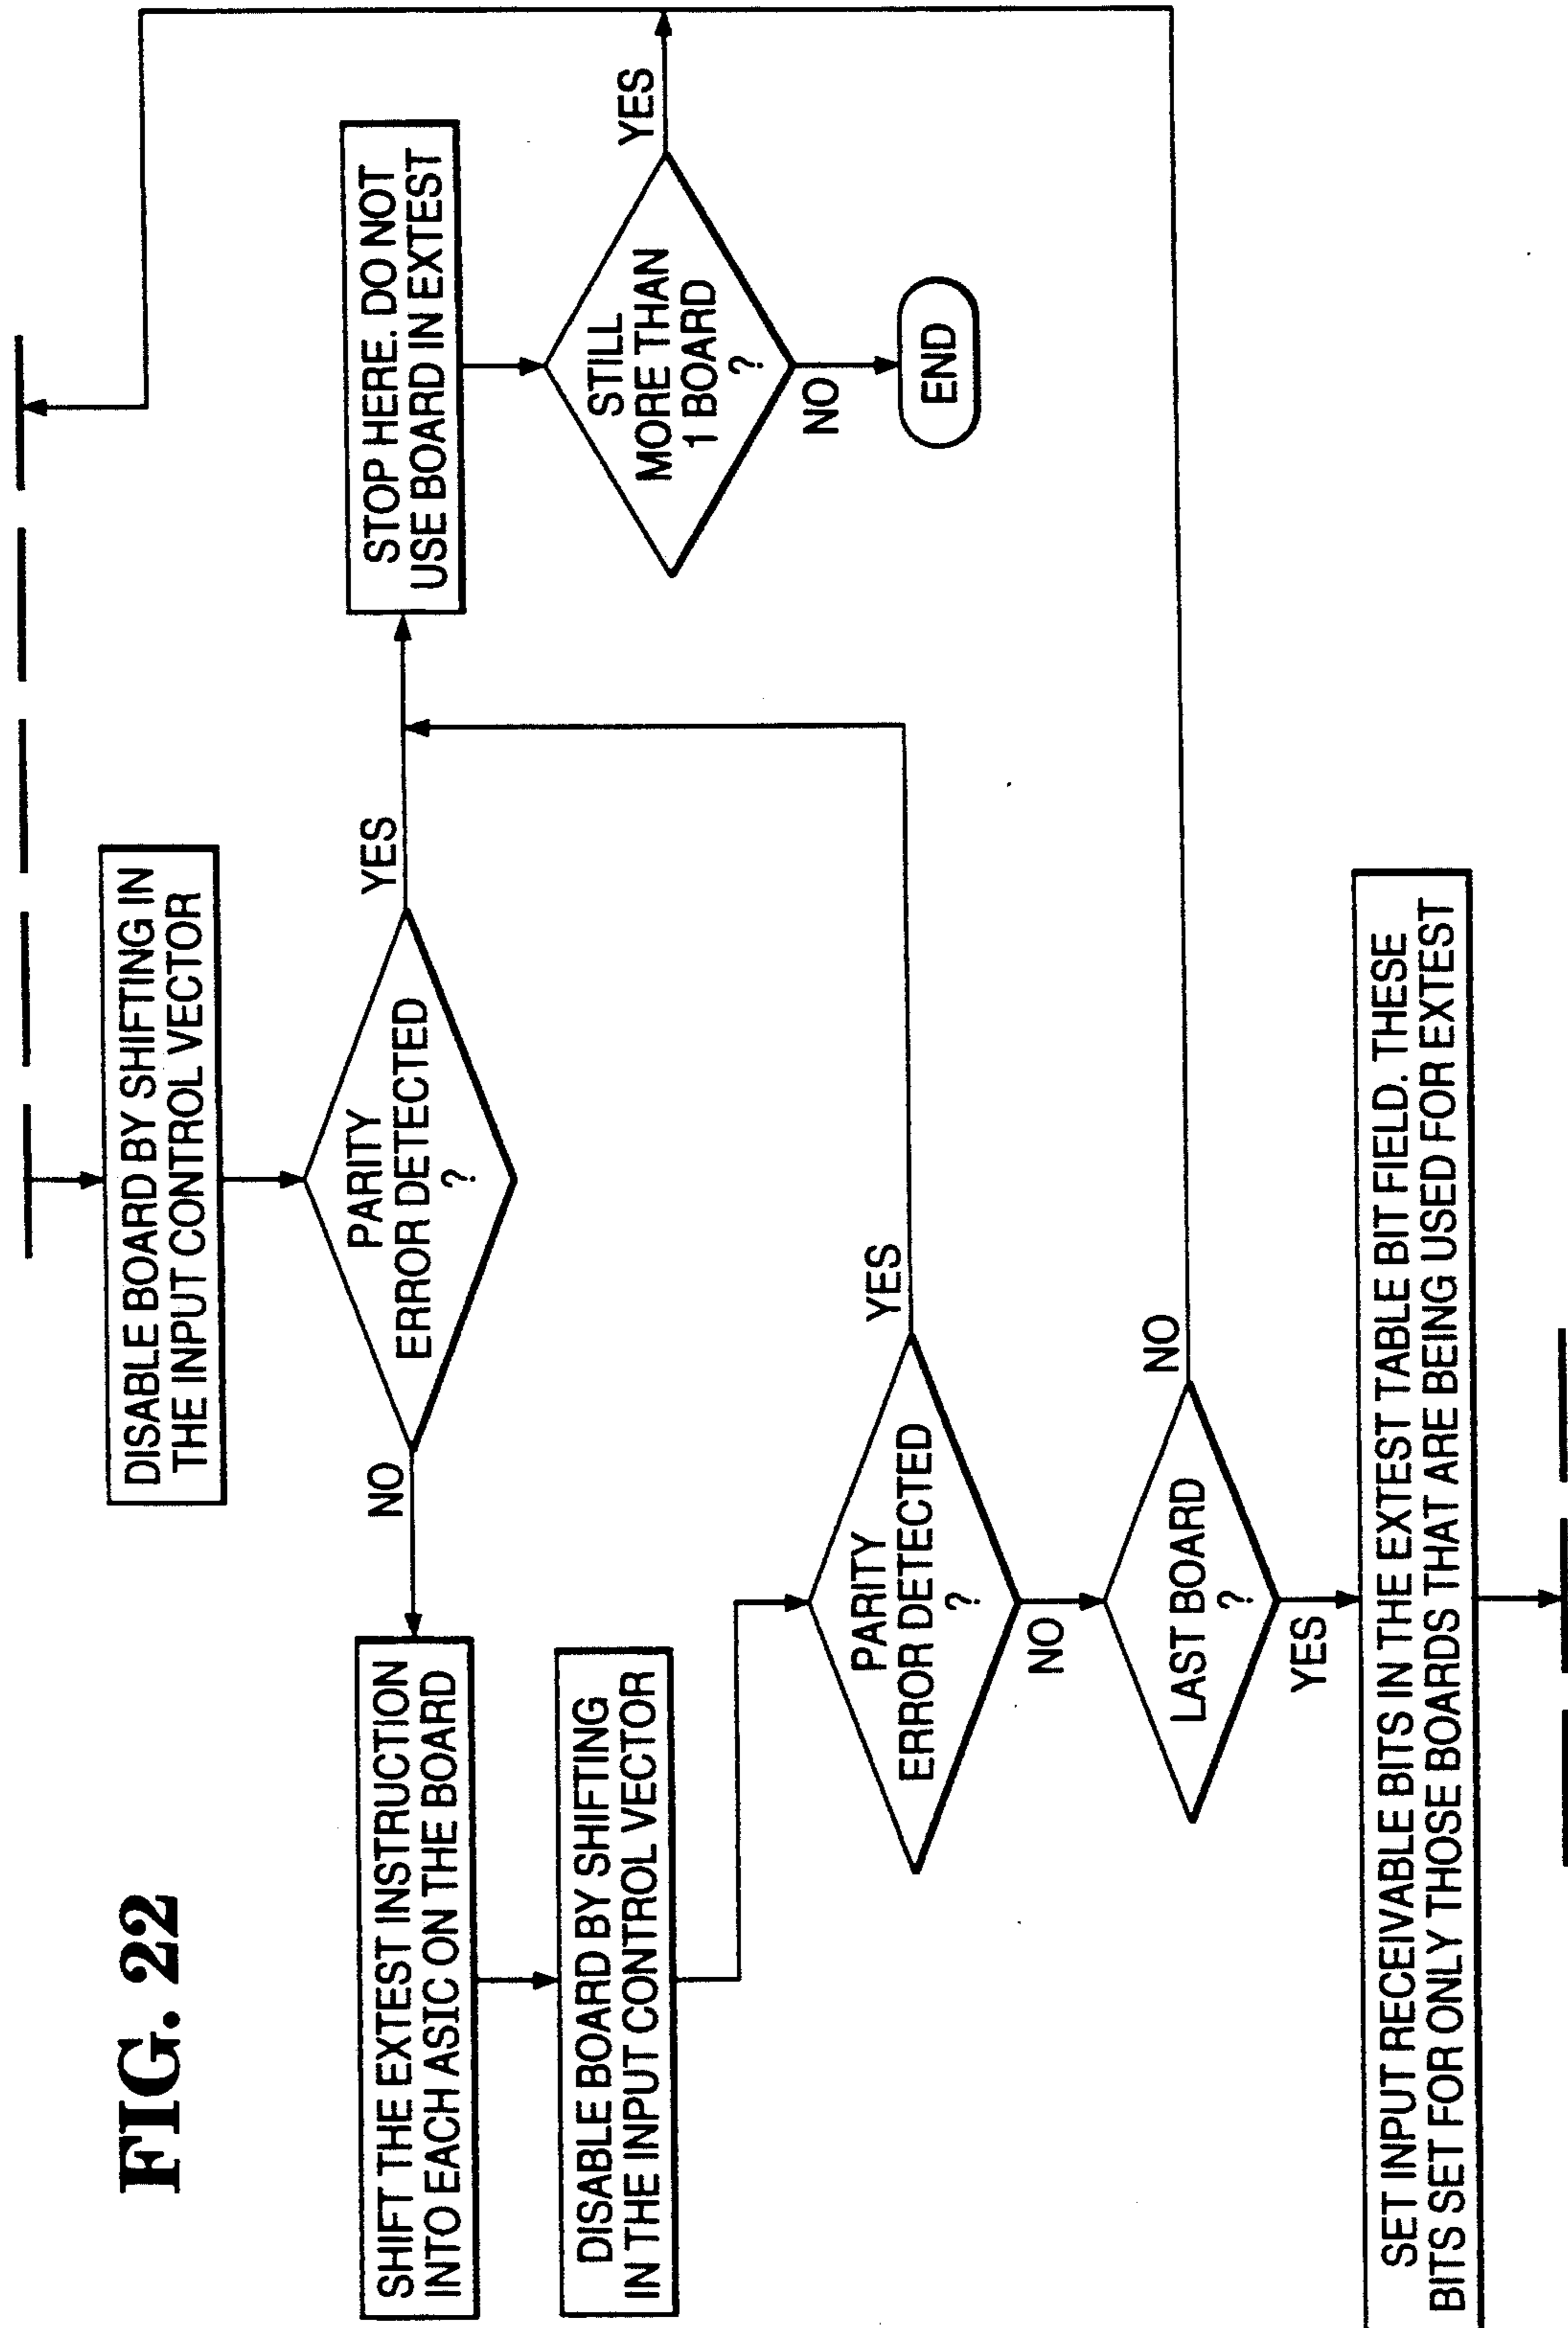 FIG. 22
DISABLE BOARD BY SHIFTING IN
THE INPUT CONTROL VECTOR
PARITY
ERROR DETECTED
?
YES
NO
STOP HERE. DO NOT
USE BOARD IN EXTEST
STILL
MORE THAN
1 BOARD
?
YES
NO
END
SHIFT THE EXTEST INSTRUCTION
INTO EACH ASIC ON THE BOARD
DISABLE BOARD BY SHIFTING
IN THE INPUT CONTROL VECTOR
PARITY
ERROR DETECTED
?
YES
NO
LAST BOARD
?
NO
YES
SET INPUT RECEIVABLE BITS IN THE EXTEST TABLE BIT FIELD. THESE
BITS SET FOR ONLY THOSE BOARDS THAT ARE BEING USED FOR EXTEST